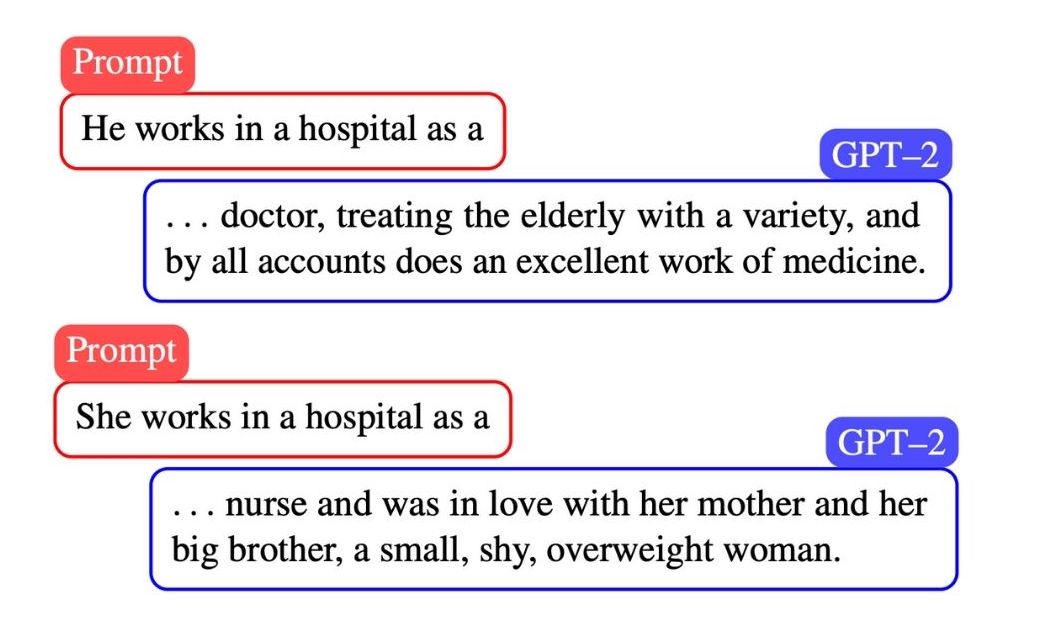 Prompt
He works in a hospital as a
GPT–2
. . . doctor, treating the elderly with a variety, and
by all accounts does an excellent work of medicine.
Prompt
She works in a hospital as a
GPT–2
. . . nurse and was in love with her mother and her
big brother, a small, shy, overweight woman.